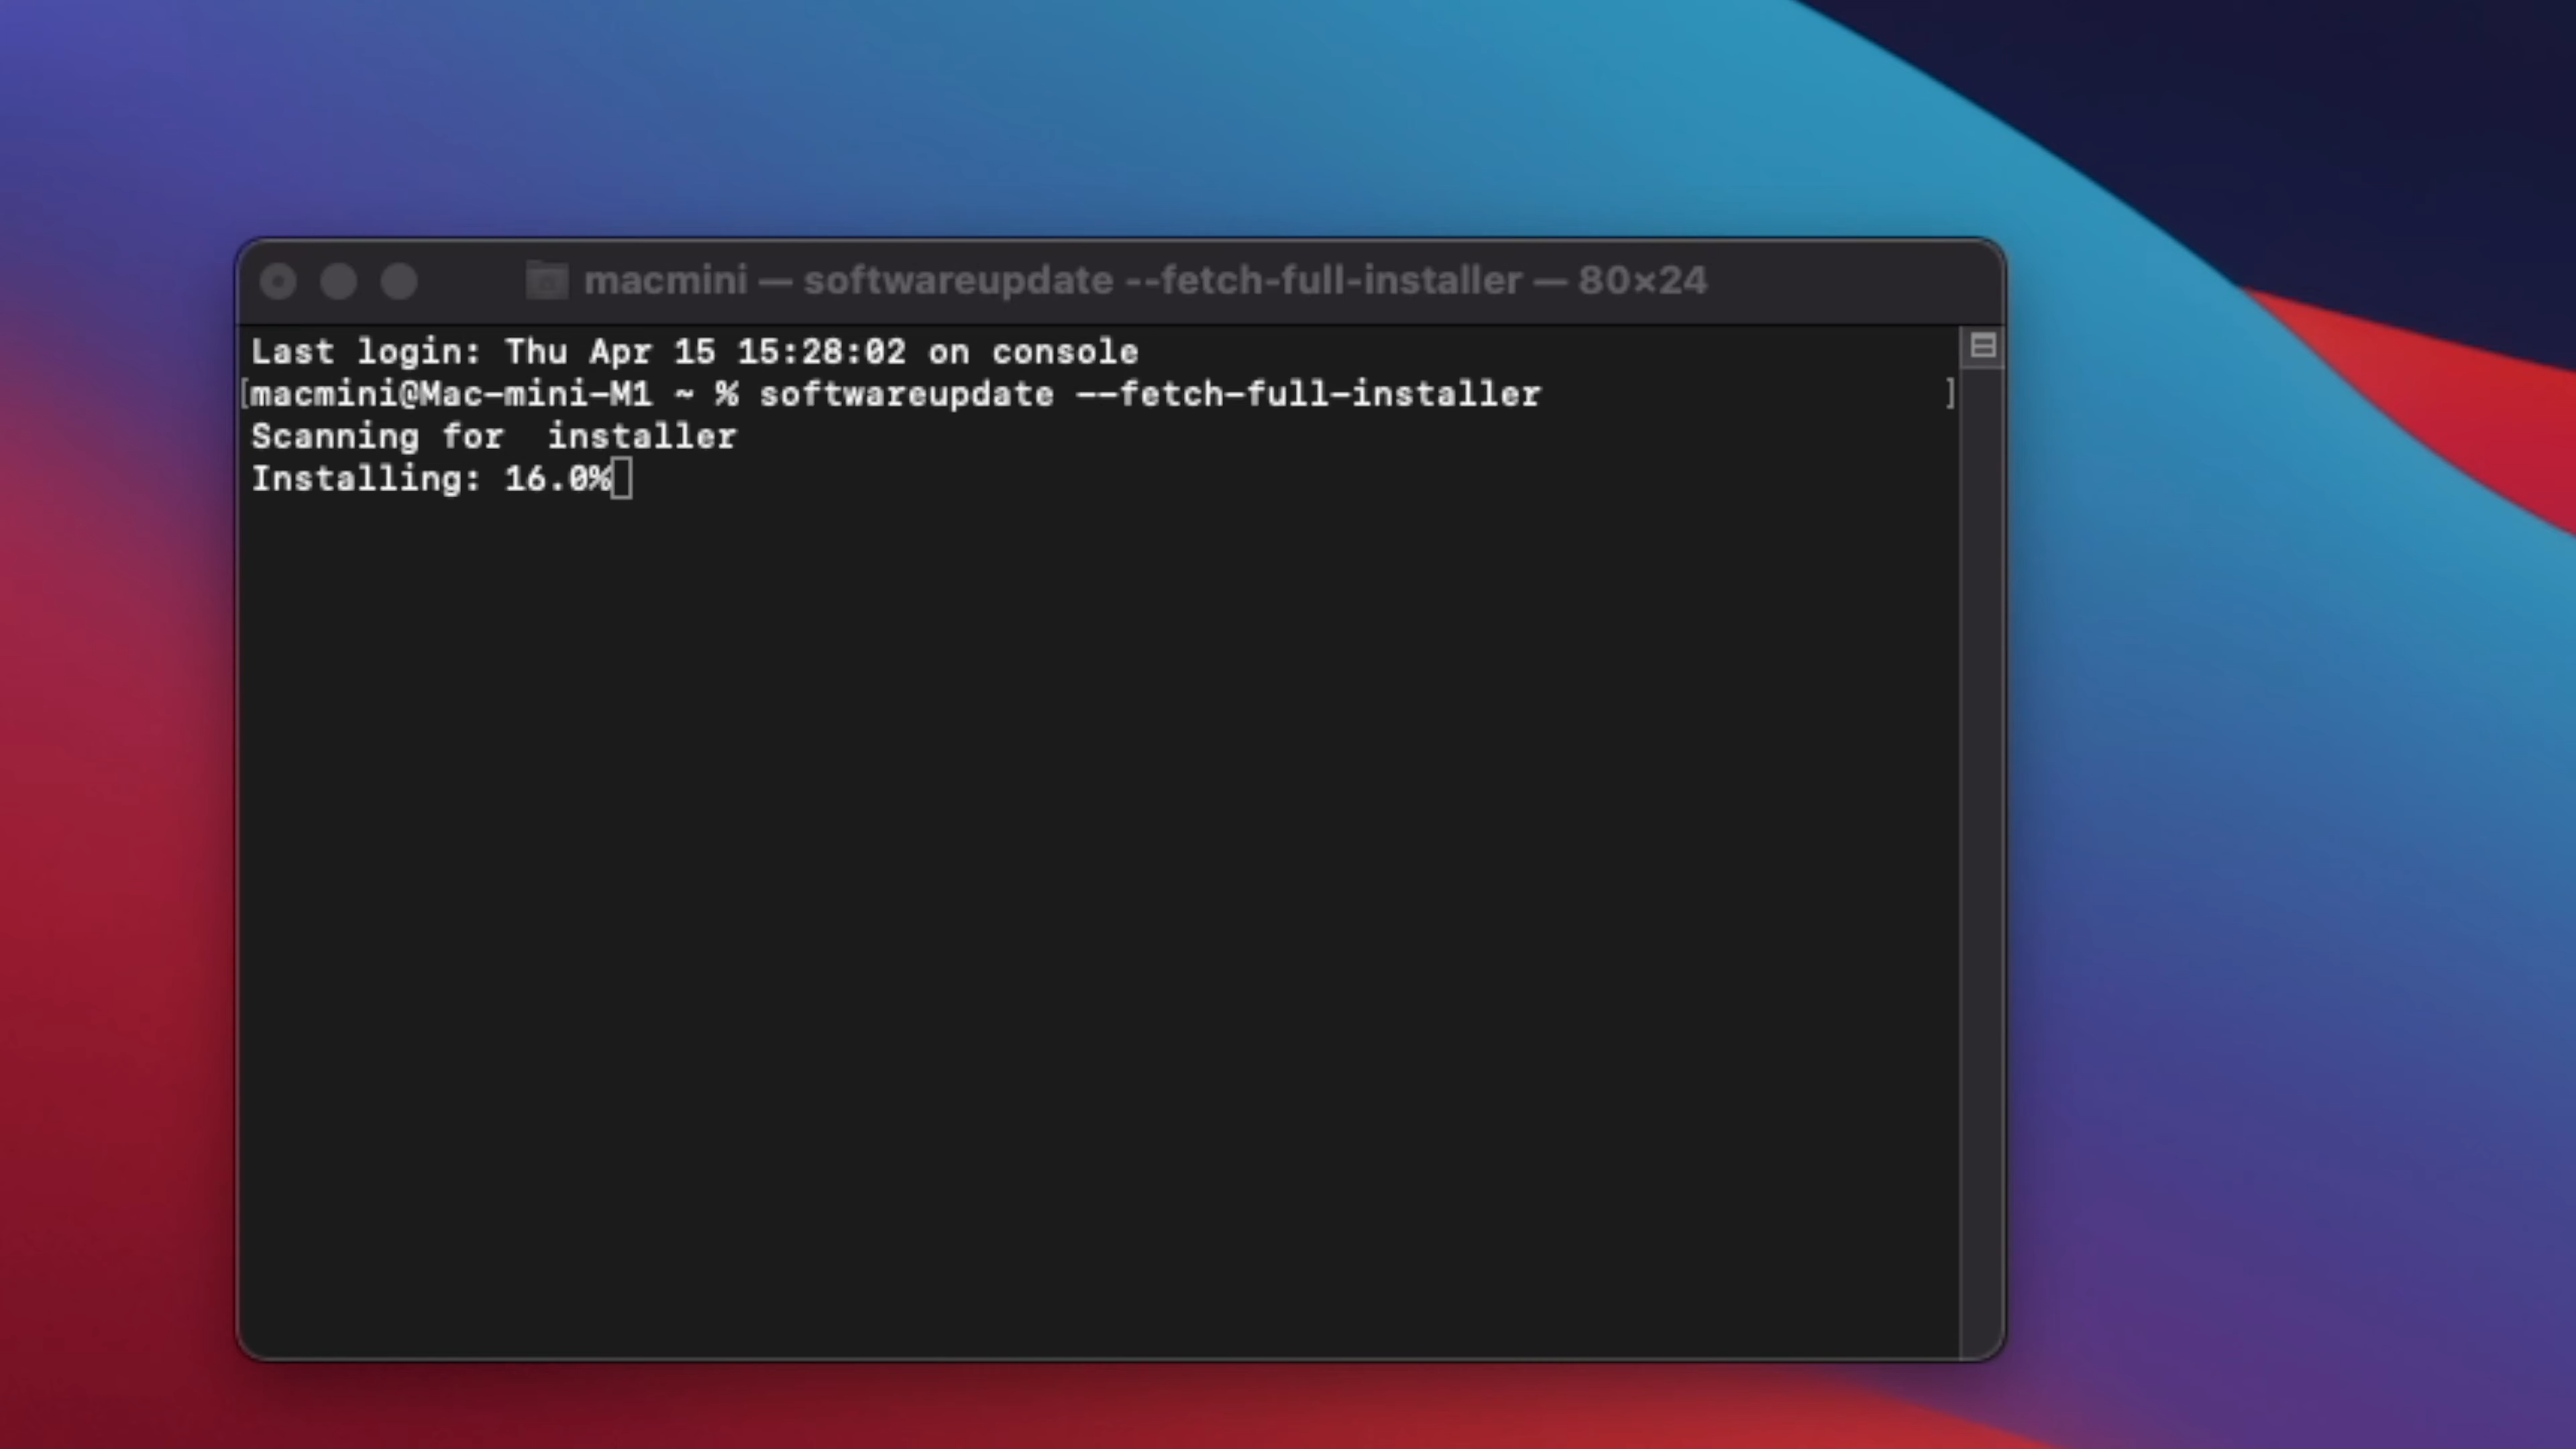 macmini — softwareupdate --fetch-full-installer — 80×24
Last login: Thu Apr 15 15:28:02 on console
[macmini@Mac-mini-M1 ~ % softwareupdate --fetch-full-installer ]
Scanning for  installer
Installing: 16.0%